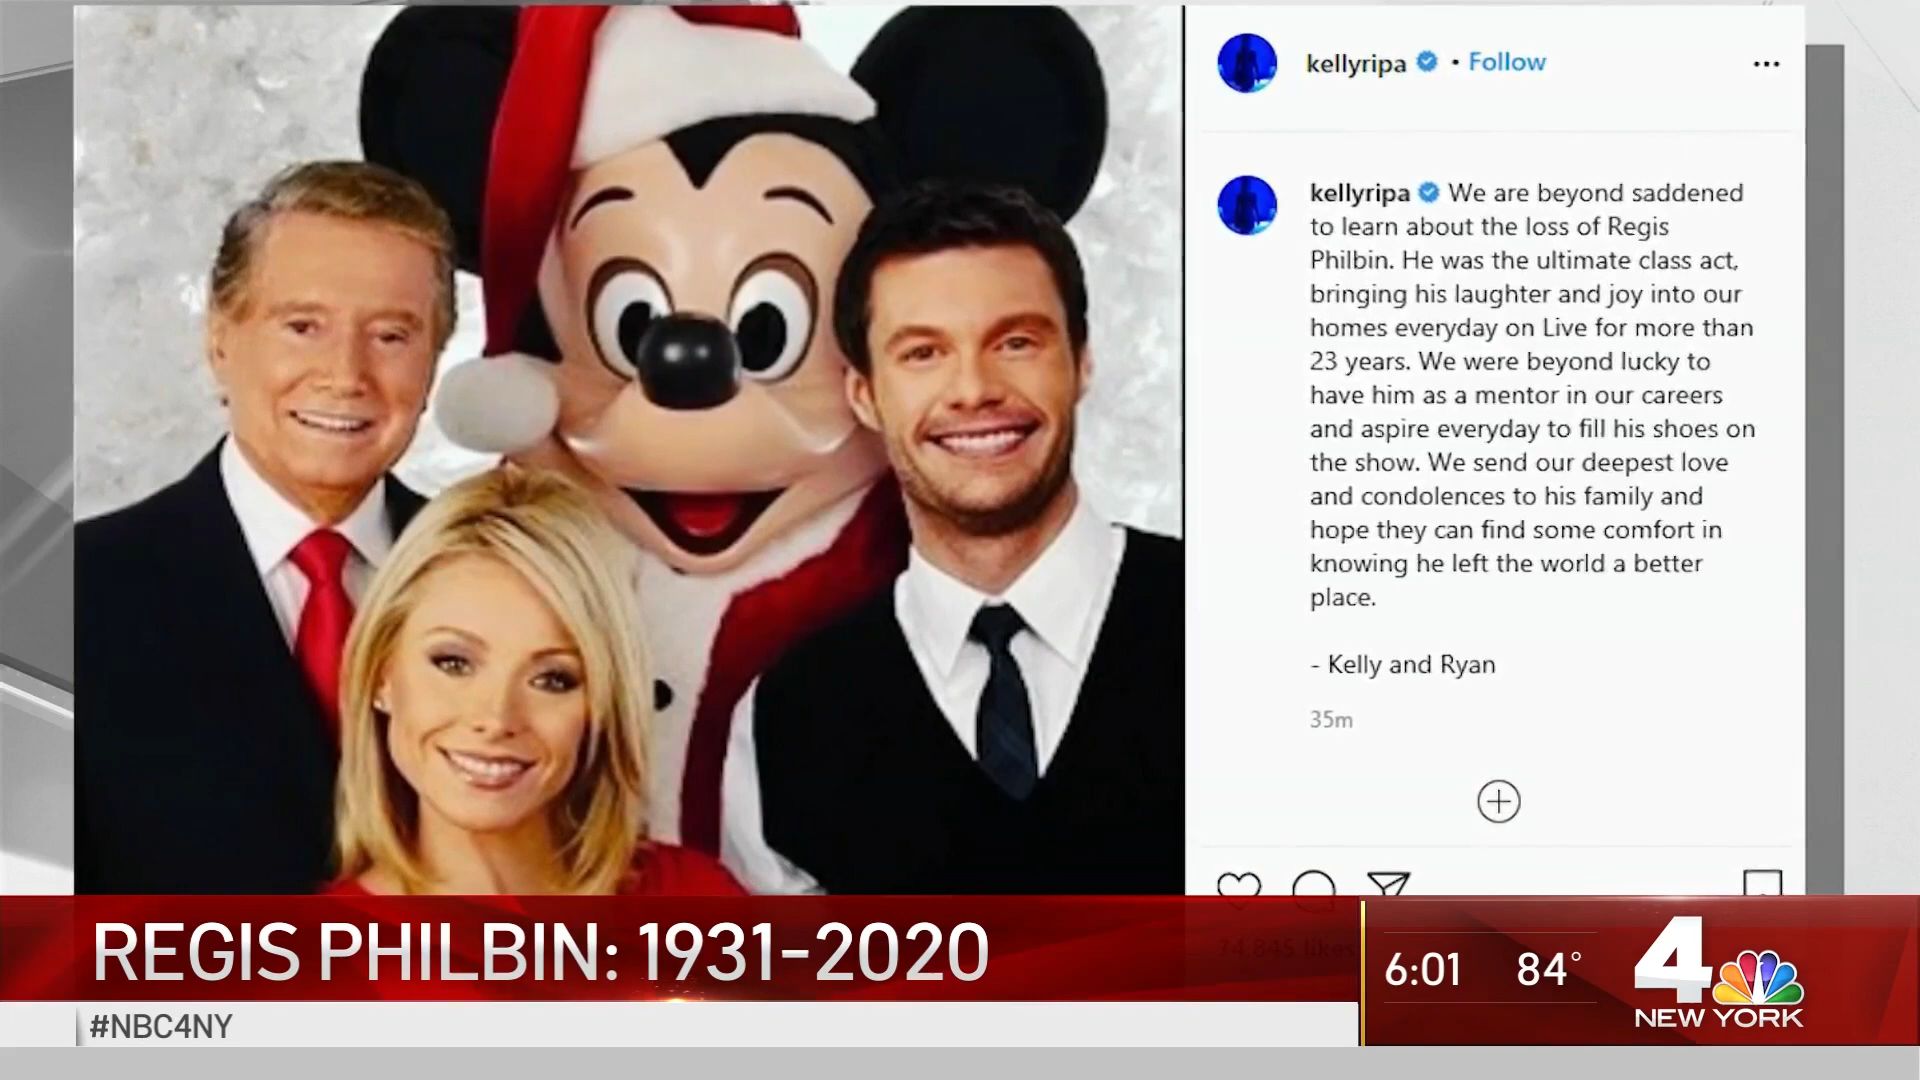 kellyripa • Follow
kellyripa We are beyond saddened
to learn about the loss of Regis
Philbin. He was the ultimate class act,
bringing his laughter and joy into our
homes everyday on Live for more than
23 years. We were beyond lucky to
have him as a mentor in our careers
and aspire everyday to fill his shoes on
the show. We send our deepest love
and condolences to his family and
hope they can find some comfort in
knowing he left the world a better
place.
- Kelly and Ryan
35m
74,845 likes
REGIS PHILBIN: 1931-2020
#NBC4NY
6:01 84°
4
NEW YORK